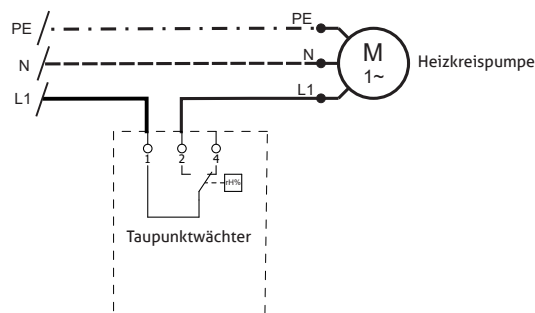 PE
PE
N
N
M
1~
Heizkreispumpe
L1
L1
1
2
4
rH%
Taupunktwächter